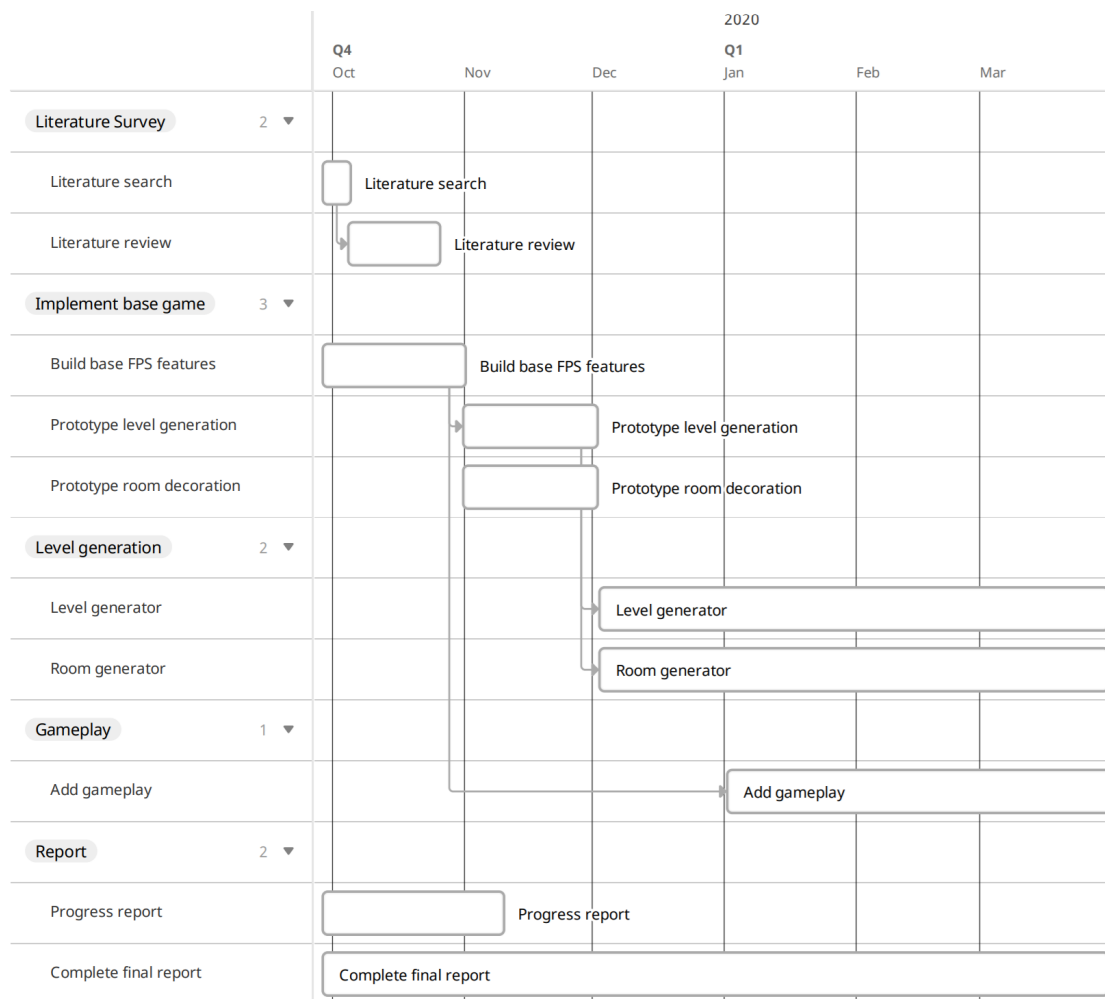 2020
Q4 Q1
Oct Nov Dec Jan Feb Mar
Literature Survey 2
Literature search Literature search
Literature review Literature review
Implement base game 3
Build base FPS features Build base FPS features
Prototype level generation Prototype level generation
Prototype room decoration Prototype room decoration
Level generation 2
Level generator Level generator
Room generator Room generator
Gameplay 1
Add gameplay Add gameplay
Report 2
Progress report Progress report
Complete final report Complete final report